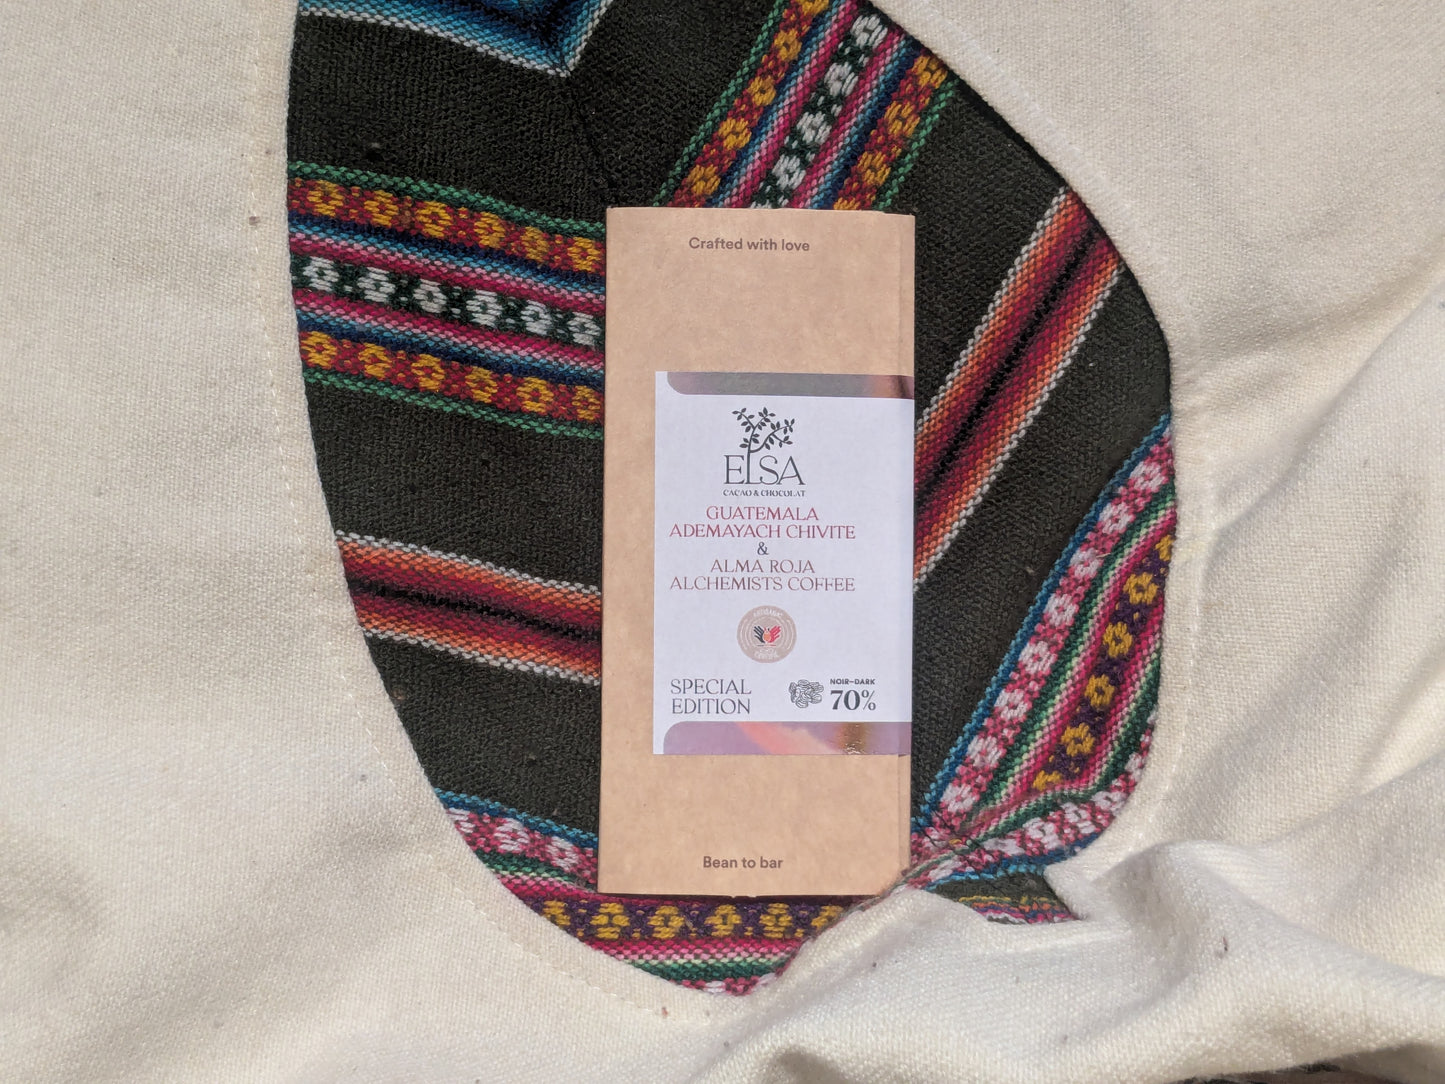 Crafted with love
ELSA
CAÇAO & CHOCOLAT
GUATEMALA
ADEMAYACH CHIVITE
&
ALMA ROJA
ALCHEMISTS COFFEE
SPECIAL
EDITION
NOIR–DARK
70%
Bean to bar